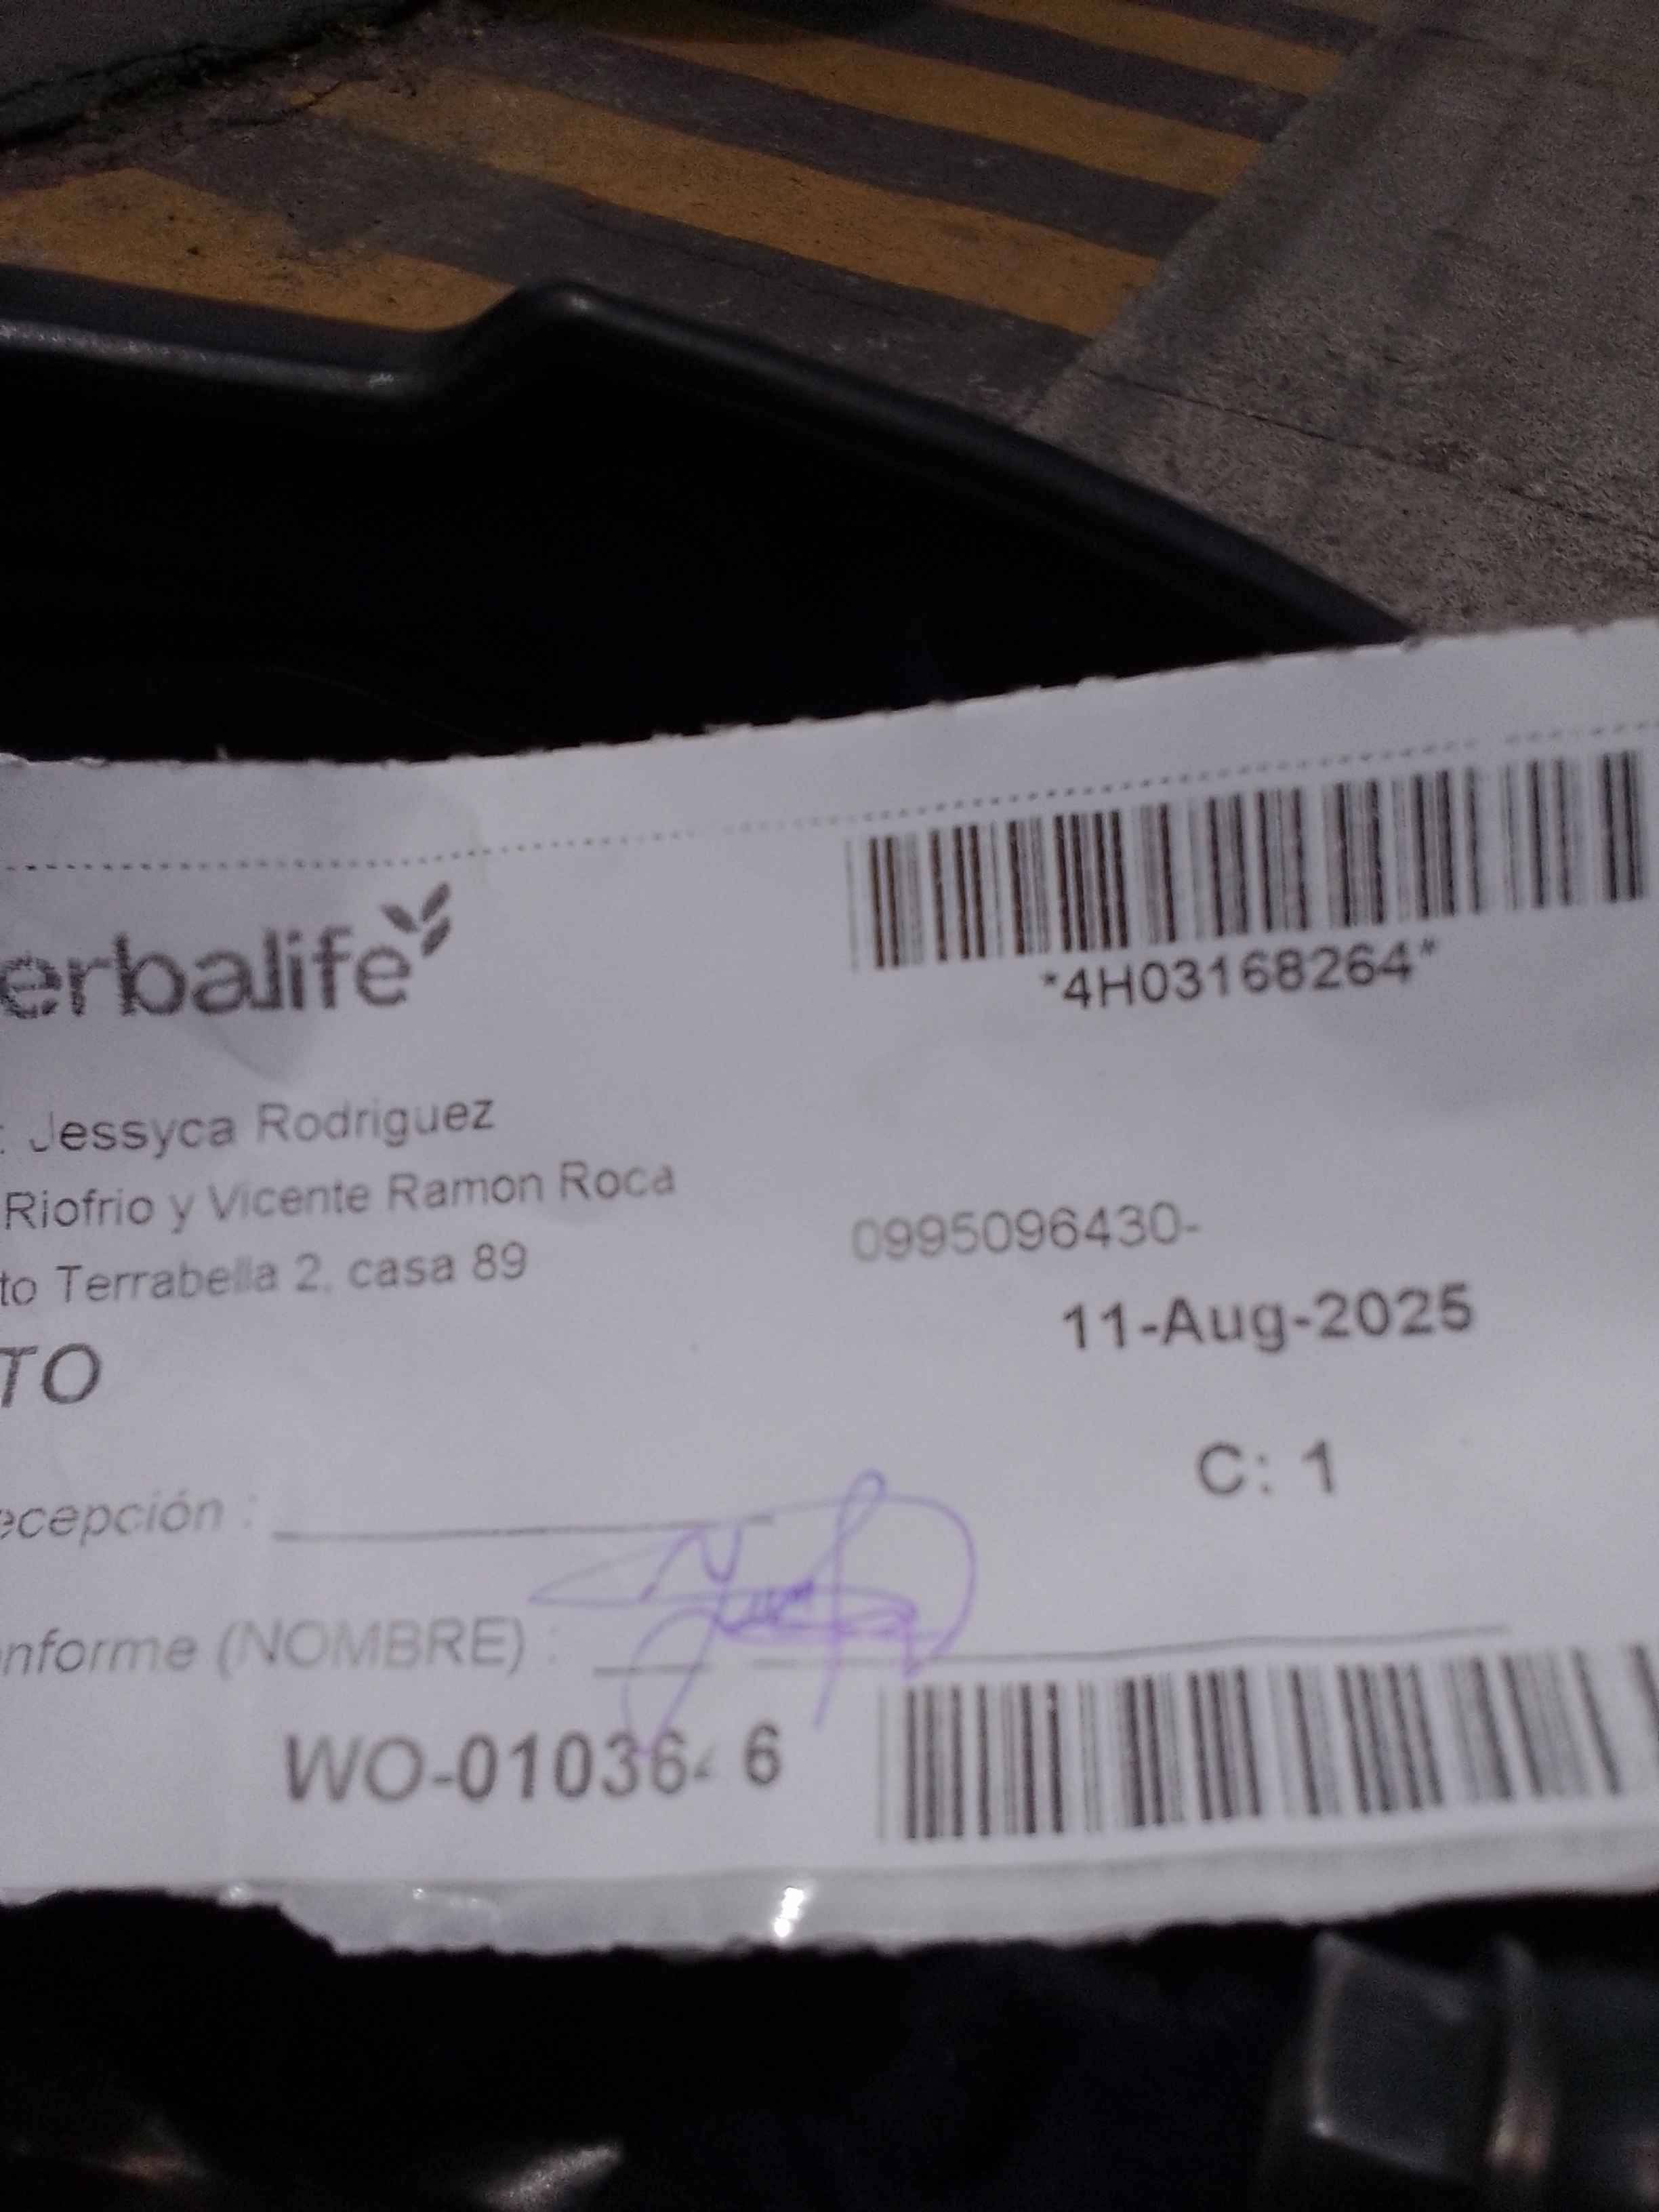 erbalife
*4H03168264*
: Jessyca Rodriguez
Riofrio y Vicente Ramon Roca
0995096430-
to Terrabella 2, casa 89
11-Aug-2025
TO
C: 1
ecepción :
nforme (NOMBRE) :